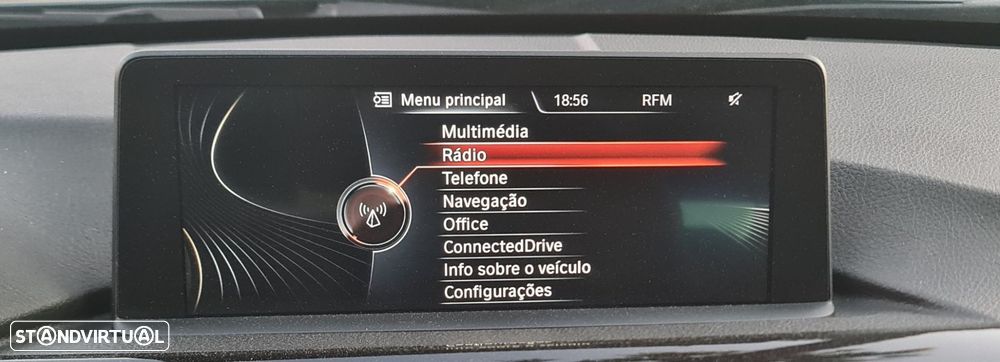 Menu principal 18:56 RFM
Multimédia
Rádio
Telefone
Navegação
Office
ConnectedDrive
Info sobre o veículo
Configurações
STANDVIRTUAL